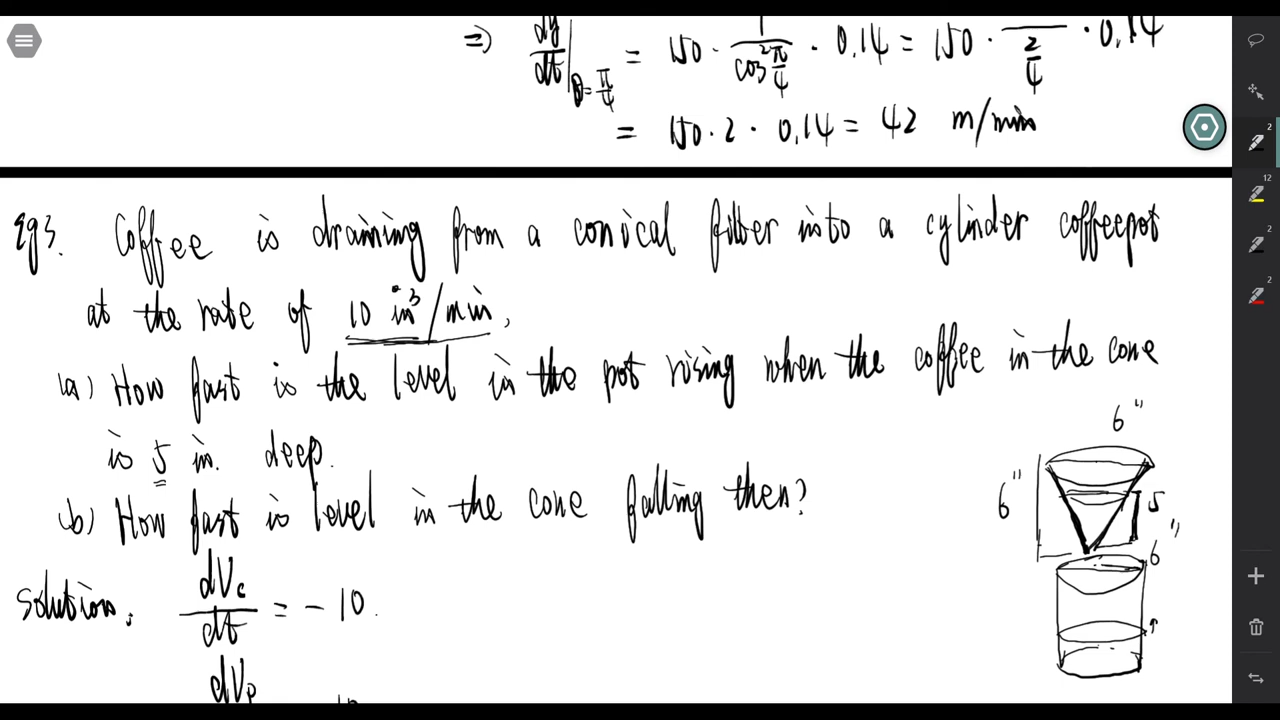 ⇒ dy/dt |θ=π/4 = 150 · 1/cos² π/4 · 0.14 = 150 · 1/(2/4) · 0.14
= 150 · 2 · 0.14 = 42 m/min
Eg3. Coffee is draining from a conical filter into a cylinder coffeepot
at the rate of 10 in³/min,
(a) How fast is the level in the pot rising when the coffee in the cone
is 5 in. deep.
(b) How fast is level in the cone falling then?
6"
6"
5
6"
Solution: dVc/dt = - 10.
dVp